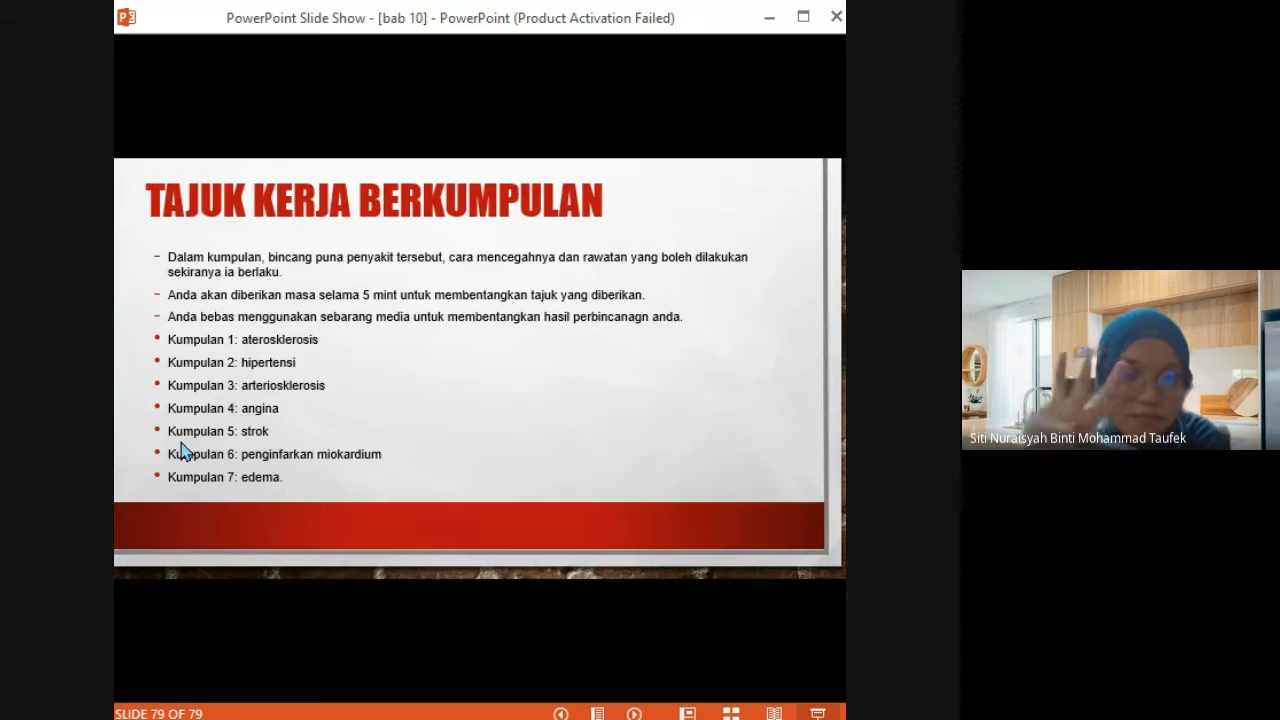 PowerPoint Slide Show - [bab 10] - PowerPoint (Product Activation Failed)
TAJUK KERJA BERKUMPULAN
– Dalam kumpulan, bincang puna penyakit tersebut, cara mencegahnya dan rawatan yang boleh dilakukan
sekiranya ia berlaku.
– Anda akan diberikan masa selama 5 mint untuk membentangkan tajuk yang diberikan.
– Anda bebas menggunakan sebarang media untuk membentangkan hasil perbincanagn anda.
• Kumpulan 1: aterosklerosis
• Kumpulan 2: hipertensi
• Kumpulan 3: arteriosklerosis
• Kumpulan 4: angina
• Kumpulan 5: strok
• Kumpulan 6: penginfarkan miokardium
• Kumpulan 7: edema.
Siti Nuraisyah Binti Mohammad Taufek
SLIDE 79 OF 79